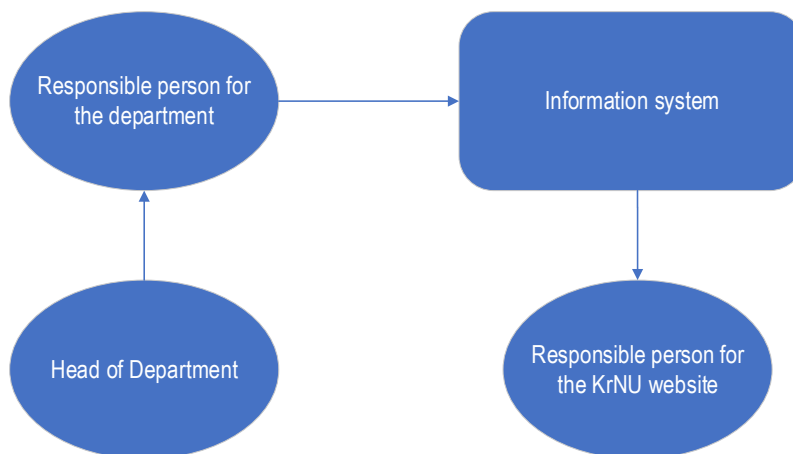 Responsible person for
the department
Information system
Head of Department
Responsible person for
the KrNU website